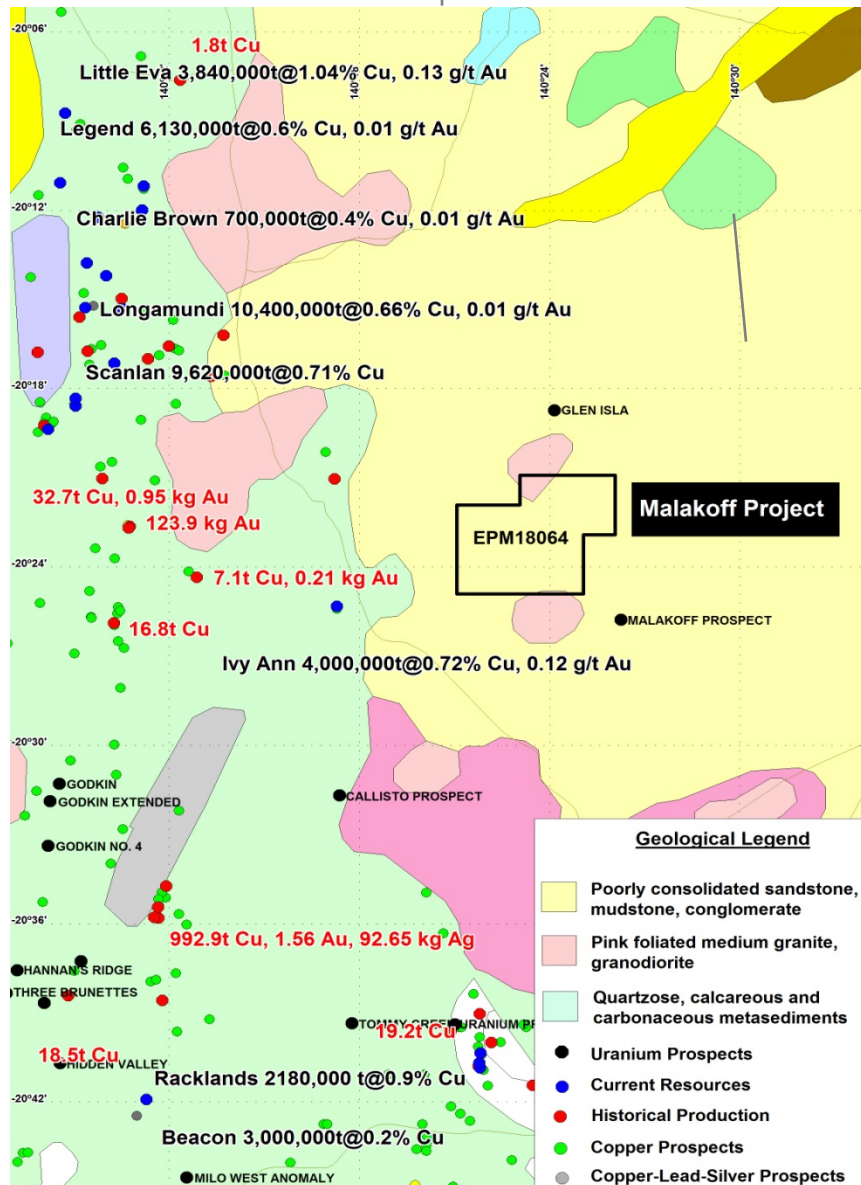 -20°06'
1.8t Cu
Little Eva 3,840,000t@1.04% Cu, 0.13 g/t Au
140°24'
140°30'
Legend 6,130,000t@0.6% Cu, 0.01 g/t Au
-20°12'
Charlie Brown 700,000t@0.4% Cu, 0.01 g/t Au
Longamundi 10,400,000t@0.66% Cu, 0.01 g/t Au
Scanlan 9,620,000t@0.71% Cu
-20°18'
GLEN ISLA
32.7t Cu, 0.95 kg Au
123.9 kg Au
Malakoff Project
EPM18064
-20°24'
7.1t Cu, 0.21 kg Au
16.8t Cu
MALAKOFF PROSPECT
Ivy Ann 4,000,000t@0.72% Cu, 0.12 g/t Au
-20°30'
GODKIN
GODKIN EXTENDED
CALLISTO PROSPECT
GODKIN NO. 4
Geological Legend
Poorly consolidated sandstone,
mudstone, conglomerate
-20°36'
992.9t Cu, 1.56 Au, 92.65 kg Ag
Pink foliated medium granite,
granodiorite
HANNAN'S RIDGE
THREE BRUNETTES
Quartzose, calcareous and
carbonaceous metasediments
TOMMY CREEK URANIUM PR
19.2t Cu
18.5t Cu
HIDDEN VALLEY
Uranium Prospects
Racklands 2180,000 t@0.9% Cu
Current Resources
-20°42'
Historical Production
Beacon 3,000,000t@0.2% Cu
Copper Prospects
MILO WEST ANOMALY
Copper-Lead-Silver Prospects